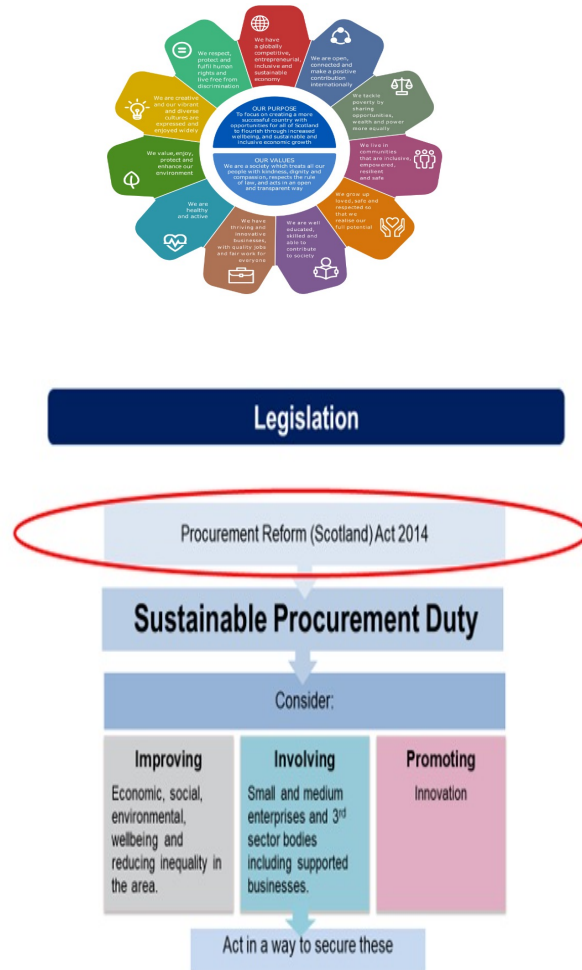 We have
a globally
competitive,
entrepreneurial,
inclusive and
sustainable
economy
We are open,
connected and
make a positive
contribution
internationally
We tackle
poverty by
sharing
opportunities,
wealth and power
more equally
We live in
communities
that are inclusive,
empowered,
resilient
and safe
We grow up
loved, safe and
respected so
that we
realise our
full potential
We are well
educated,
skilled and
able to
contribute
to society
We have
thriving and
innovative
businesses,
with quality jobs
and fair work for
everyone
We are
healthy
and active
We value, enjoy,
protect and
enhance our
environment
We are creative
and our vibrant
and diverse
cultures are
expressed and
enjoyed widely
We respect,
protect and
fulfil human
rights and
live free from
discrimination
OUR PURPOSE
To focus on creating a more
successful country with
opportunities for all of Scotland
to flourish through increased
wellbeing, and sustainable and
inclusive economic growth
OUR VALUES
We are a society which treats all our
people with kindness, dignity and
compassion, respects the rule
of law, and acts in an open
and transparent way
Legislation
Procurement Reform (Scotland) Act 2014
Sustainable Procurement Duty
Consider:
Improving
Economic, social,
environmental,
wellbeing and
reducing inequality in
the area.
Involving
Small and medium
enterprises and 3rd
sector bodies
including supported
businesses.
Promoting
Innovation
Act in a way to secure these